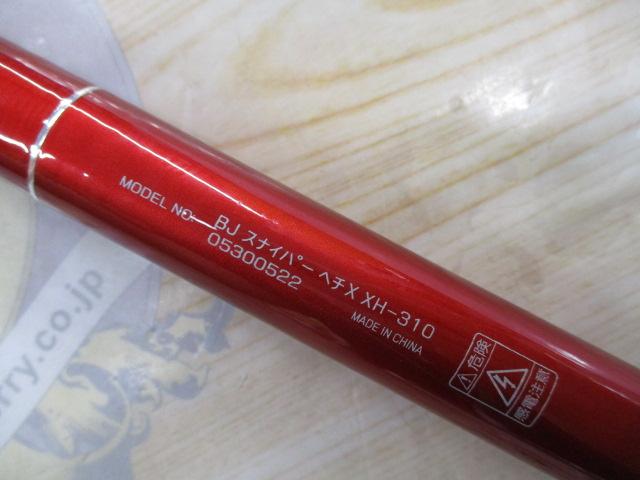 MODEL NO.
BJ スナイパー ヘチX XH-310
05300522
MADE IN CHINA
危険
感電注意
rry.co.jp